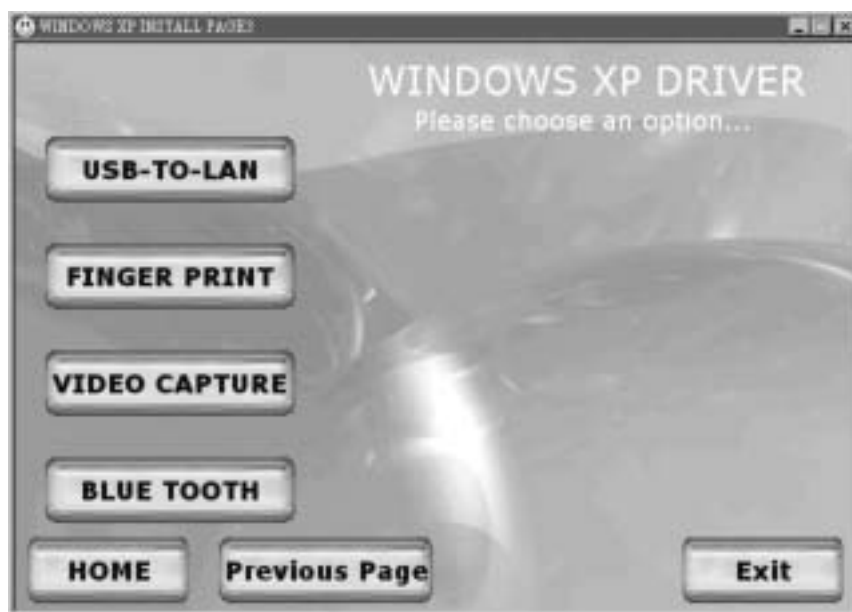 WINDOWS XP INSTALL PAGES
WINDOWS XP DRIVER
Please choose an option...
USB-TO-LAN
FINGER PRINT
VIDEO CAPTURE
BLUE TOOTH
HOME
Previous Page
Exit